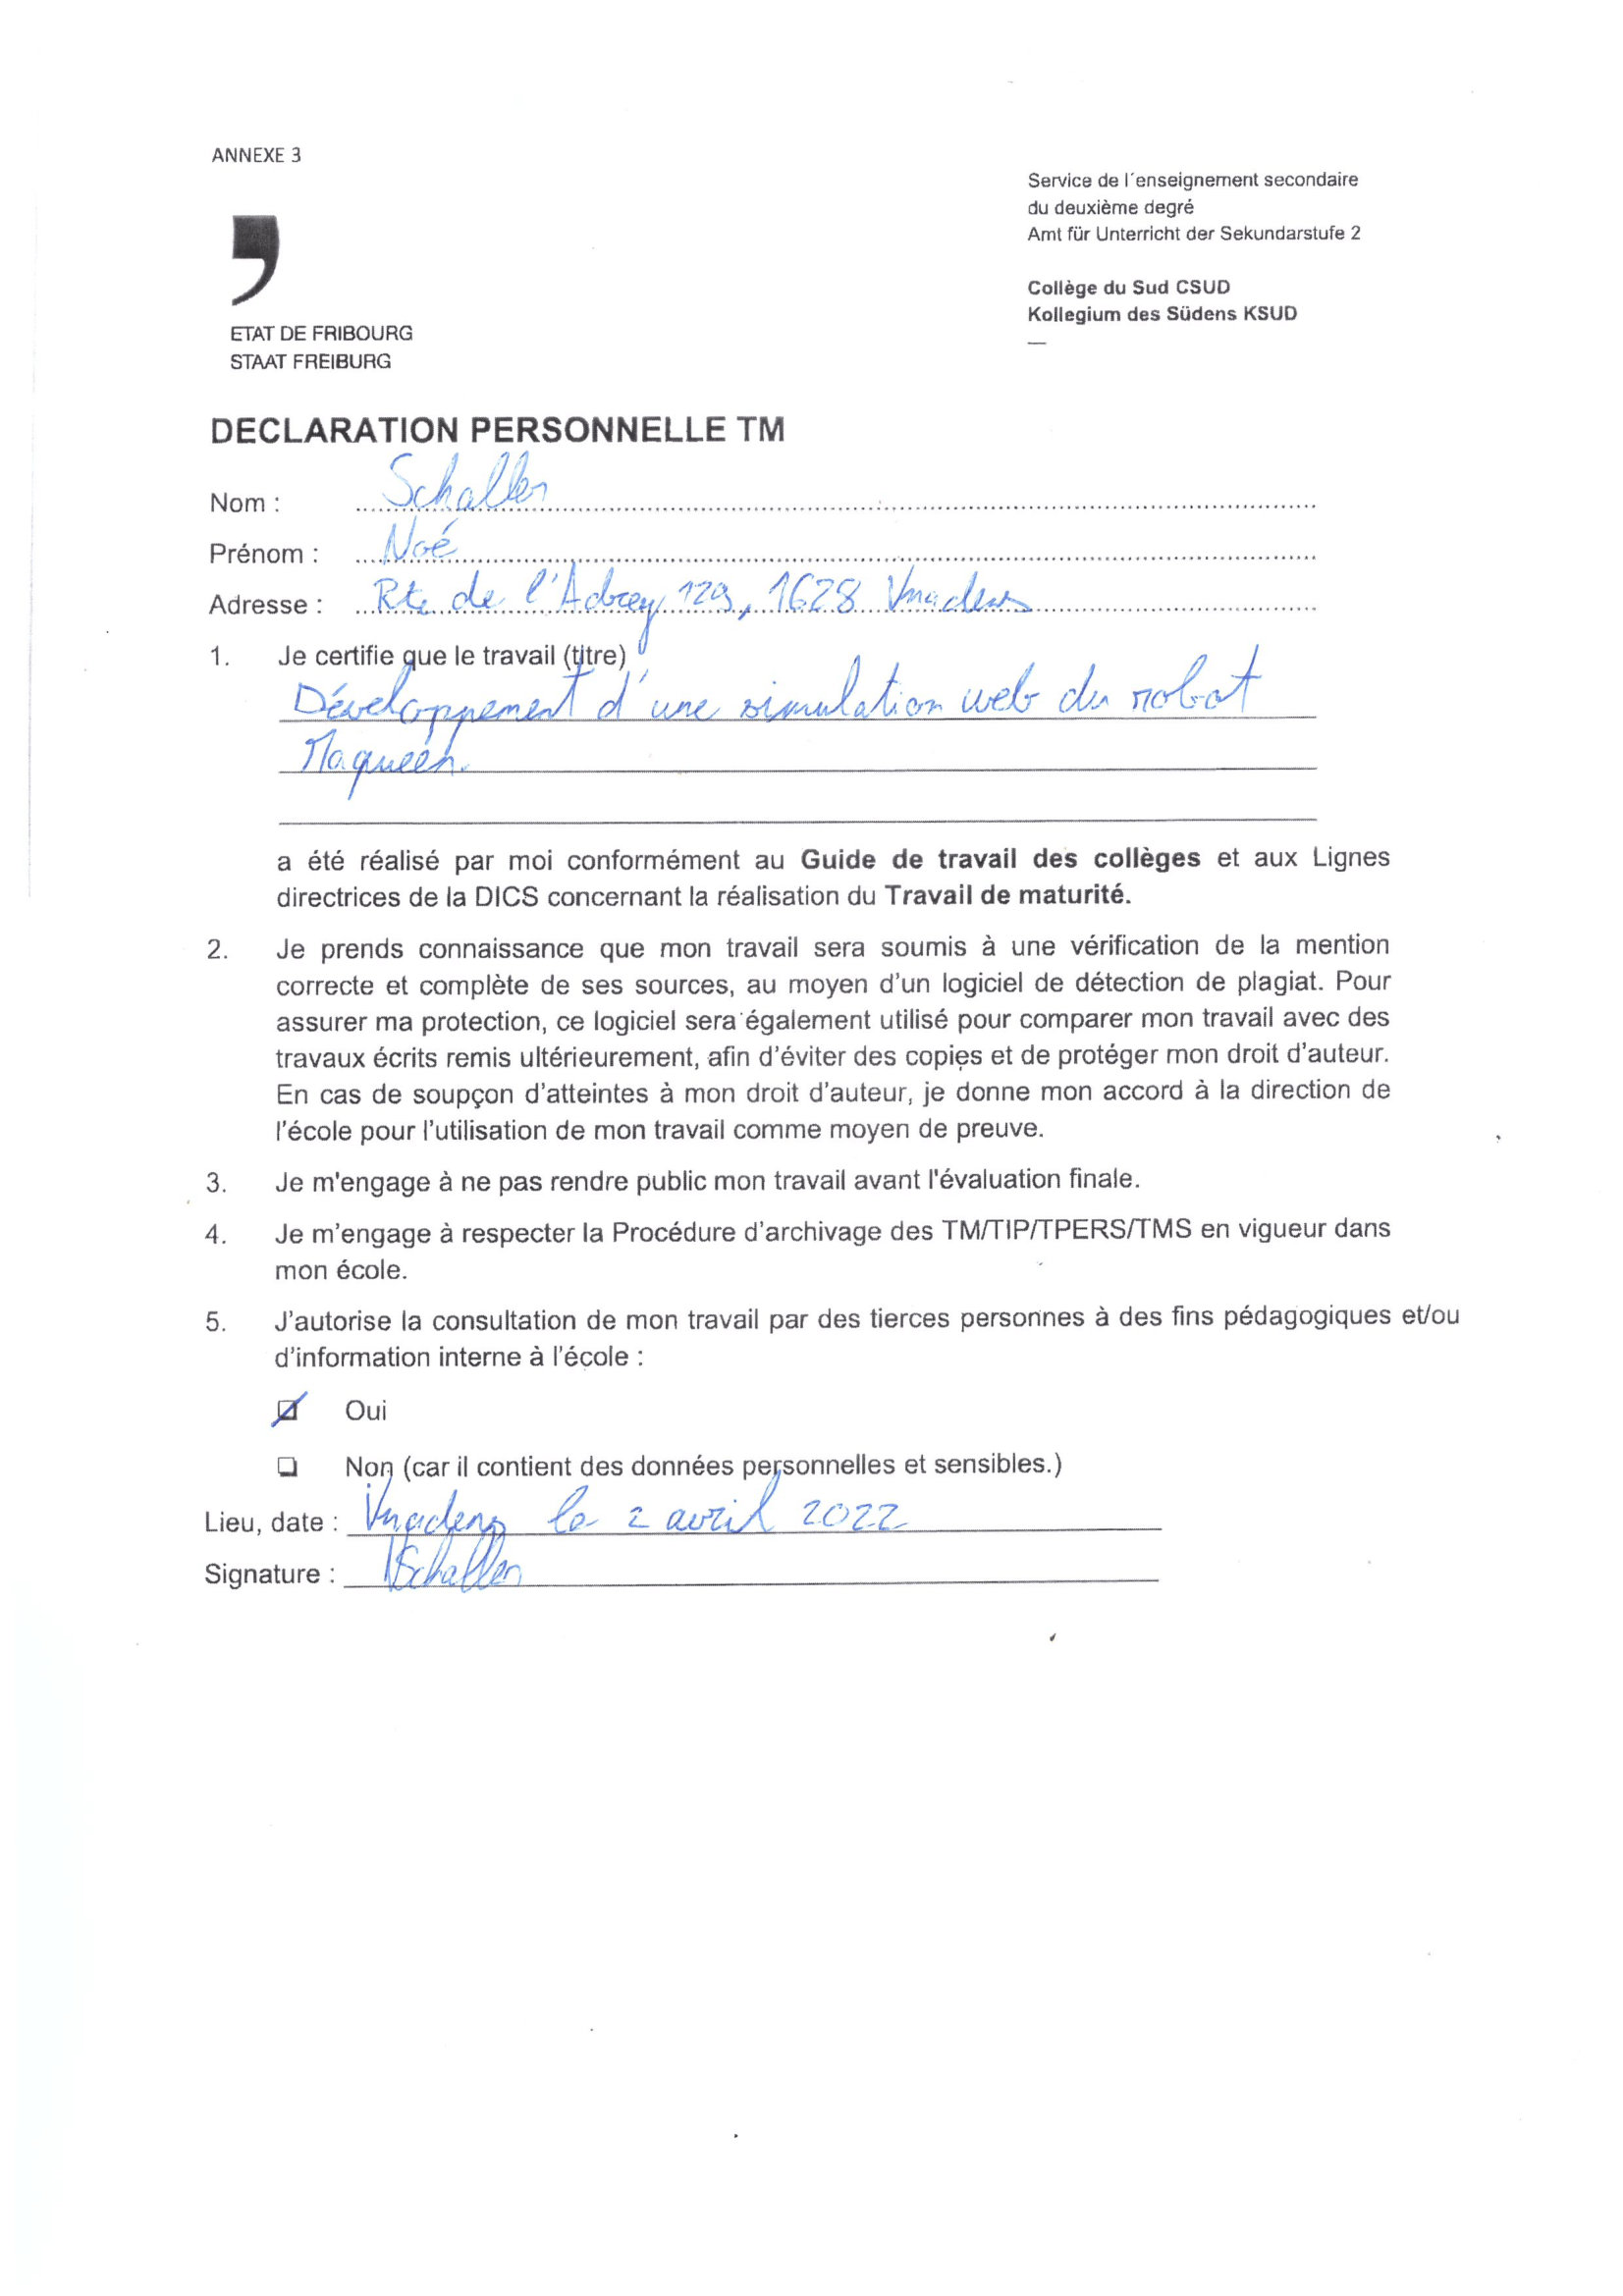 ANNEXE 3
Service de l´enseignement secondaire
du deuxième degré
Amt für Unterricht der Sekundarstufe 2
Collège du Sud CSUD
Kollegium des Südens KSUD
—
ETAT DE FRIBOURG
STAAT FREIBURG
DECLARATION PERSONNELLE TM
Nom : Schaller
Prénom : Noé
Adresse : Rte de l'Adrey 129, 1628 Vuadens
1. Je certifie que le travail (titre)
Développement d'une simulation web du robot
Maqueen.
a été réalisé par moi conformément au Guide de travail des collèges et aux Lignes
directrices de la DICS concernant la réalisation du Travail de maturité.
2. Je prends connaissance que mon travail sera soumis à une vérification de la mention
correcte et complète de ses sources, au moyen d'un logiciel de détection de plagiat. Pour
assurer ma protection, ce logiciel sera également utilisé pour comparer mon travail avec des
travaux écrits remis ultérieurement, afin d'éviter des copies et de protéger mon droit d'auteur.
En cas de soupçon d'atteintes à mon droit d'auteur, je donne mon accord à la direction de
l'école pour l'utilisation de mon travail comme moyen de preuve.
3. Je m'engage à ne pas rendre public mon travail avant l'évaluation finale.
4. Je m'engage à respecter la Procédure d'archivage des TM/TIP/TPERS/TMS en vigueur dans
mon école.
5. J'autorise la consultation de mon travail par des tierces personnes à des fins pédagogiques et/ou
d'information interne à l'école :
☑ Oui
❑ Non (car il contient des données personnelles et sensibles.)
Lieu, date : Vuadens le 2 avril 2022
Signature : NSchaller